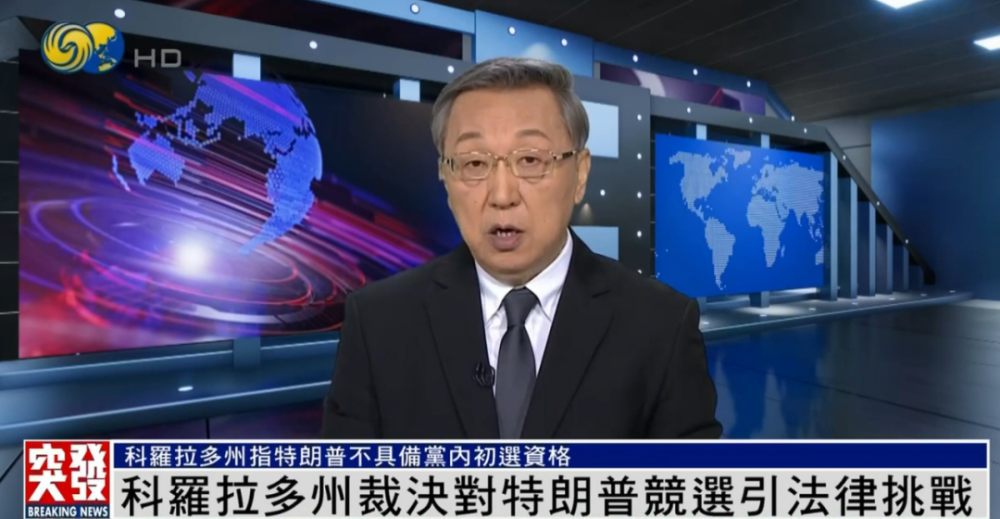 HD
突發
BREAKING NEWS
科羅拉多州指特朗普不具備黨內初選資格
科羅拉多州裁決對特朗普競選引法律挑戰